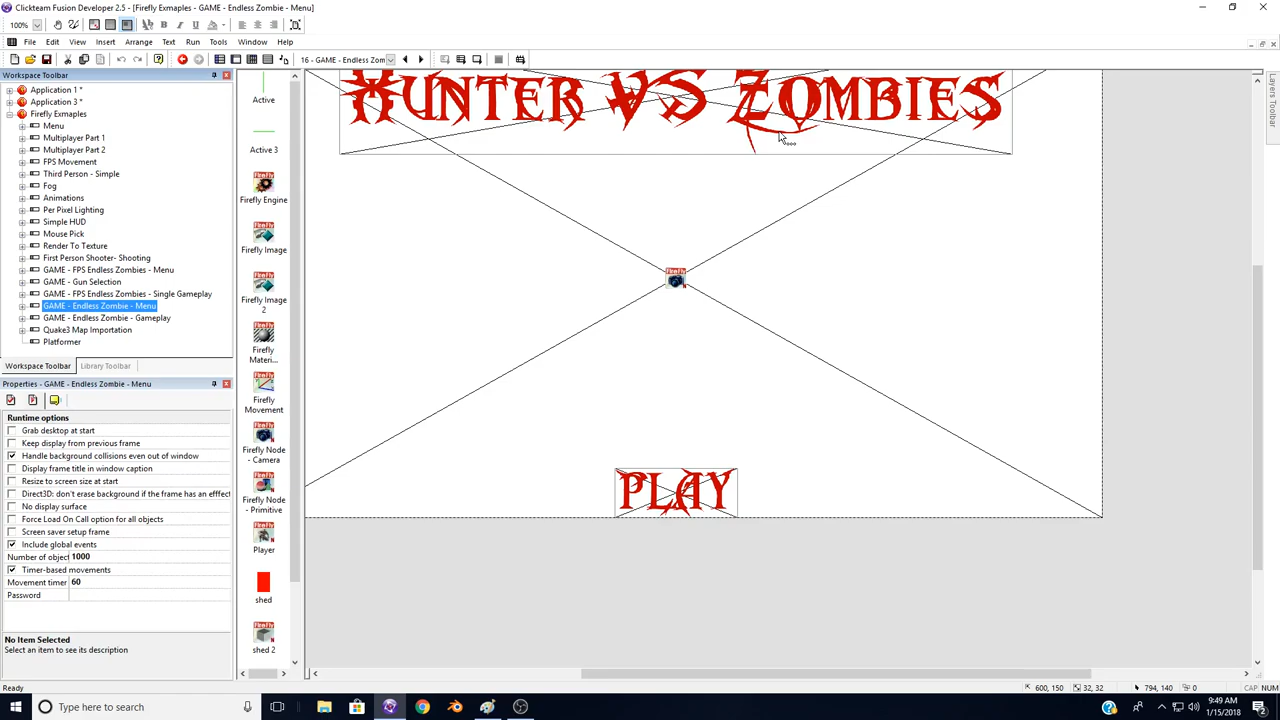 Clickteam Fusion Developer 2.5 - [Firefly Exmaples - GAME - Endless Zombie - Menu]
100%
File Edit View Insert Arrange Text Run Tools Window Help
16 - GAME - Endless Zom
Workspace Toolbar
Application 1 *
Application 3 *
Firefly Exmaples
Menu
Multiplayer Part 1
Multiplayer Part 2
FPS Movement
Third Person - Simple
Fog
Animations
Per Pixel Lighting
Simple HUD
Mouse Pick
Render To Texture
First Person Shooter- Shooting
GAME - FPS Endless Zombies - Menu
GAME - Gun Selection
GAME - FPS Endless Zombies - Single Gameplay
GAME - Endless Zombie - Menu
GAME - Endless Zombie - Gameplay
Quake3 Map Importation
Platformer
Workspace Toolbar Library Toolbar
Properties - GAME - Endless Zombie - Menu
Runtime options
Grab desktop at start
Keep display from previous frame
Handle background collisions even out of window
Display frame title in window caption
Resize to screen size at start
Direct3D: don't erase background if the frame has an effect
No display surface
Force Load On Call option for all objects
Screen saver setup frame
Include global events
Number of object 1000
Timer-based movements
Movement timer 60
Password
No Item Selected
Select an item to see its description
Ready
Active
Active 3
Firefly Engine
Firefly Image
Firefly Image
2
Firefly
Materi...
Firefly
Movement
Firefly Node
- Camera
Firefly Node
- Primitive
Player
shed
shed 2
HUNTER VS ZOMBIES
PLAY
Layers Toolbar
600, 150 32, 32 794, 140 0 CAP NUM
Type here to search
9:49 AM
1/15/2018
2